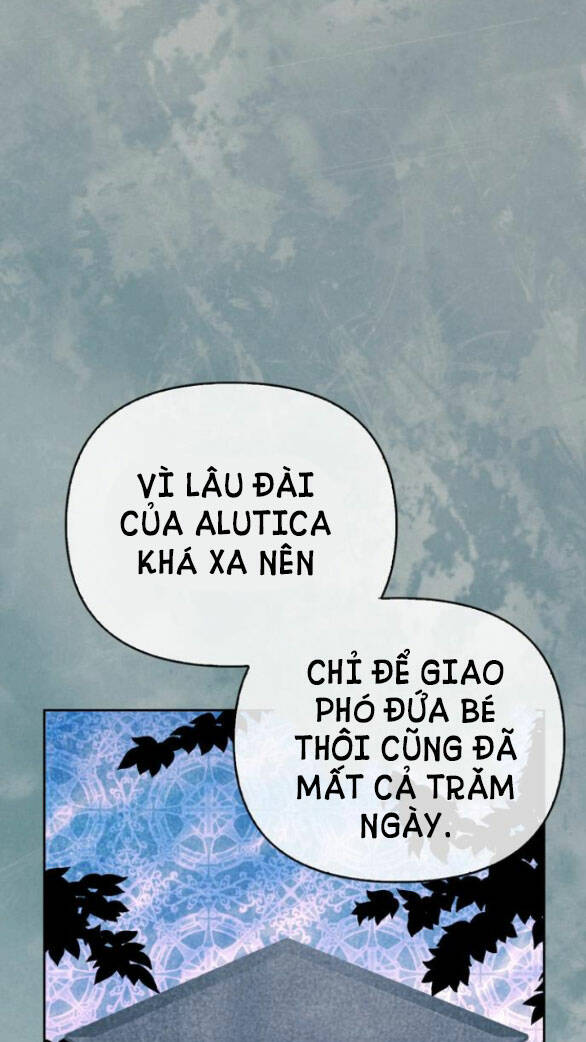 VÌ LÂU ĐÀI
CỦA ALUTICA
KHÁ XA NÊN
CHỈ ĐỂ GIAO
PHÓ ĐỨA BÉ
THÔI CŨNG ĐÃ
MẤT CẢ TRĂM
NGÀY.